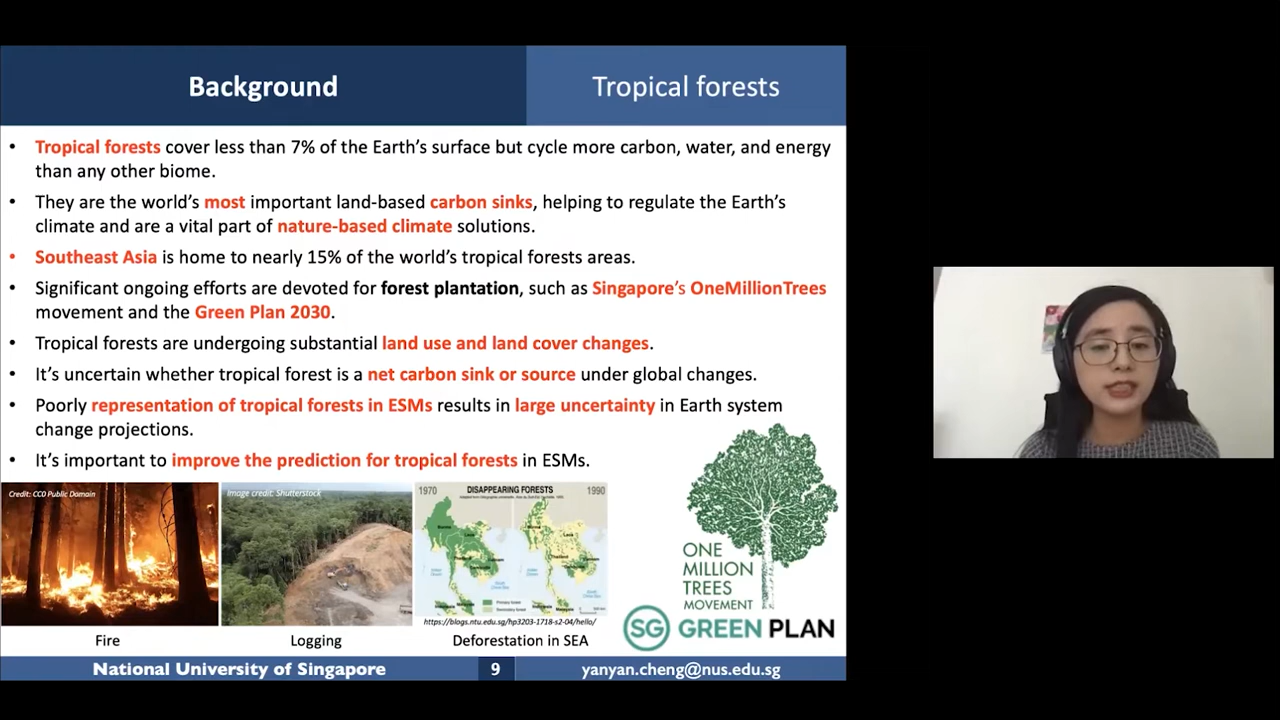 Background
Tropical forests
• Tropical forests cover less than 7% of the Earth's surface but cycle more carbon, water, and energy
than any other biome.
• They are the world's most important land-based carbon sinks, helping to regulate the Earth's
climate and are a vital part of nature-based climate solutions.
• Southeast Asia is home to nearly 15% of the world's tropical forests areas.
• Significant ongoing efforts are devoted for forest plantation, such as Singapore's OneMillionTrees
movement and the Green Plan 2030.
• Tropical forests are undergoing substantial land use and land cover changes.
• It's uncertain whether tropical forest is a net carbon sink or source under global changes.
• Poorly representation of tropical forests in ESMs results in large uncertainty in Earth system
change projections.
• It's important to improve the prediction for tropical forests in ESMs.
Credit: CC0 Public Domain
Image credit: Shutterstock
1970
DISAPPEARING FORESTS
1990
Primary forest
Secondary forest
https://blogs.ntu.edu.sg/hp3203-1718-s2-04/hello/
Fire
Logging
Deforestation in SEA
ONE
MILLION
TREES
MOVEMENT
SG GREEN PLAN
National University of Singapore
9
yanyan.cheng@nus.edu.sg